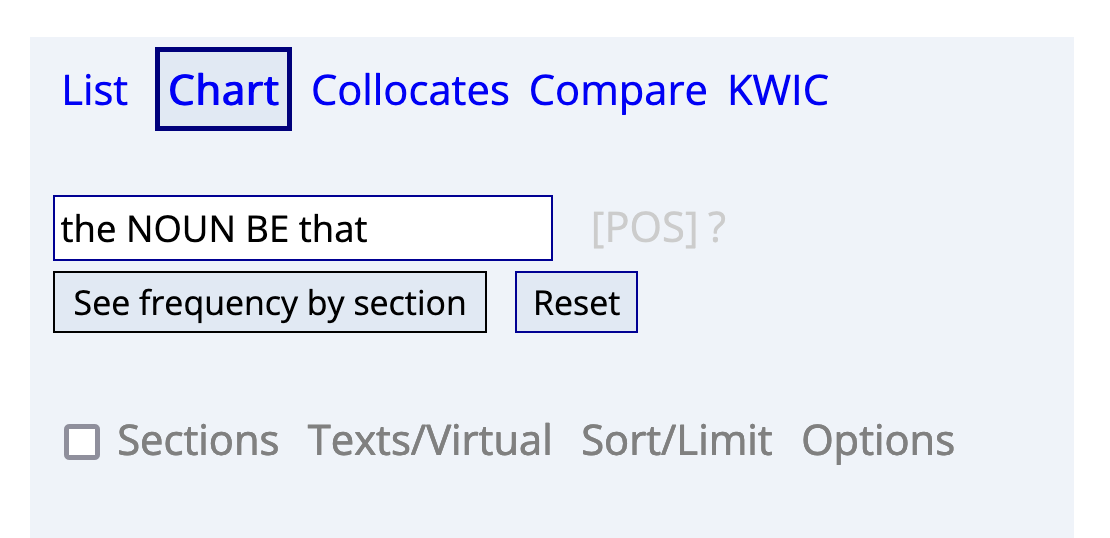 List Chart Collocates Compare KWIC
the NOUN BE that [POS] ?
See frequency by section Reset
Sections Texts/Virtual Sort/Limit Options